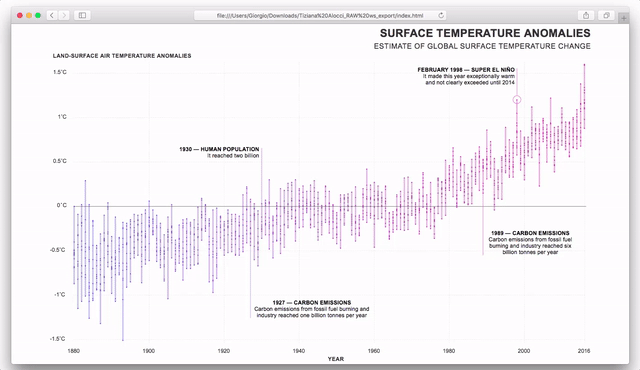 file:///Users/Giorgio/Downloads/Tiziana%20Alocci_RAW%20ws_export/index.html
SURFACE TEMPERATURE ANOMALIES
ESTIMATE OF GLOBAL SURFACE TEMPERATURE CHANGE
LAND-SURFACE AIR TEMPERATURE ANOMALIES
FEBRUARY 1998 — SUPER EL NIÑO
It made this year exceptionally warm
and not clearly exceeded until 2014
1.5°C
1°C
1930 — HUMAN POPULATION
It reached two billion
0.5°C
0°C
1989 — CARBON EMISSIONS
Carbon emissions from fossil fuel
burning and industry reached six
billion tonnes per year
-0.5°C
-1°C
1927 — CARBON EMISSIONS
Carbon emissions from fossil fuel burning and
industry reached one billion tonnes per year
-1.5°C
1880 1900 1920 1940 1960 1980 2000 2016
YEAR